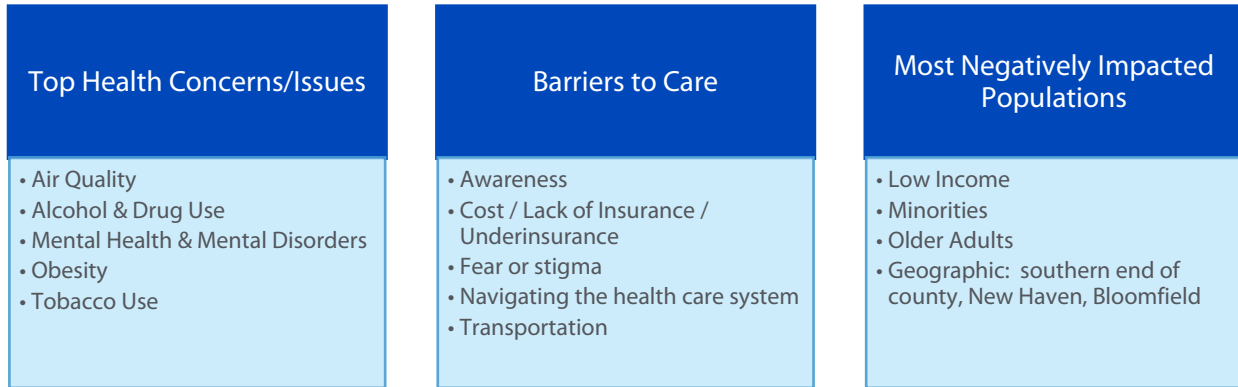 Top Health Concerns/Issues
• Air Quality
• Alcohol & Drug Use
• Mental Health & Mental Disorders
• Obesity
• Tobacco Use
Barriers to Care
• Awareness
• Cost / Lack of Insurance /
Underinsurance
• Fear or stigma
• Navigating the health care system
• Transportation
Most Negatively Impacted
Populations
• Low Income
• Minorities
• Older Adults
• Geographic: southern end of
county, New Haven, Bloomfield